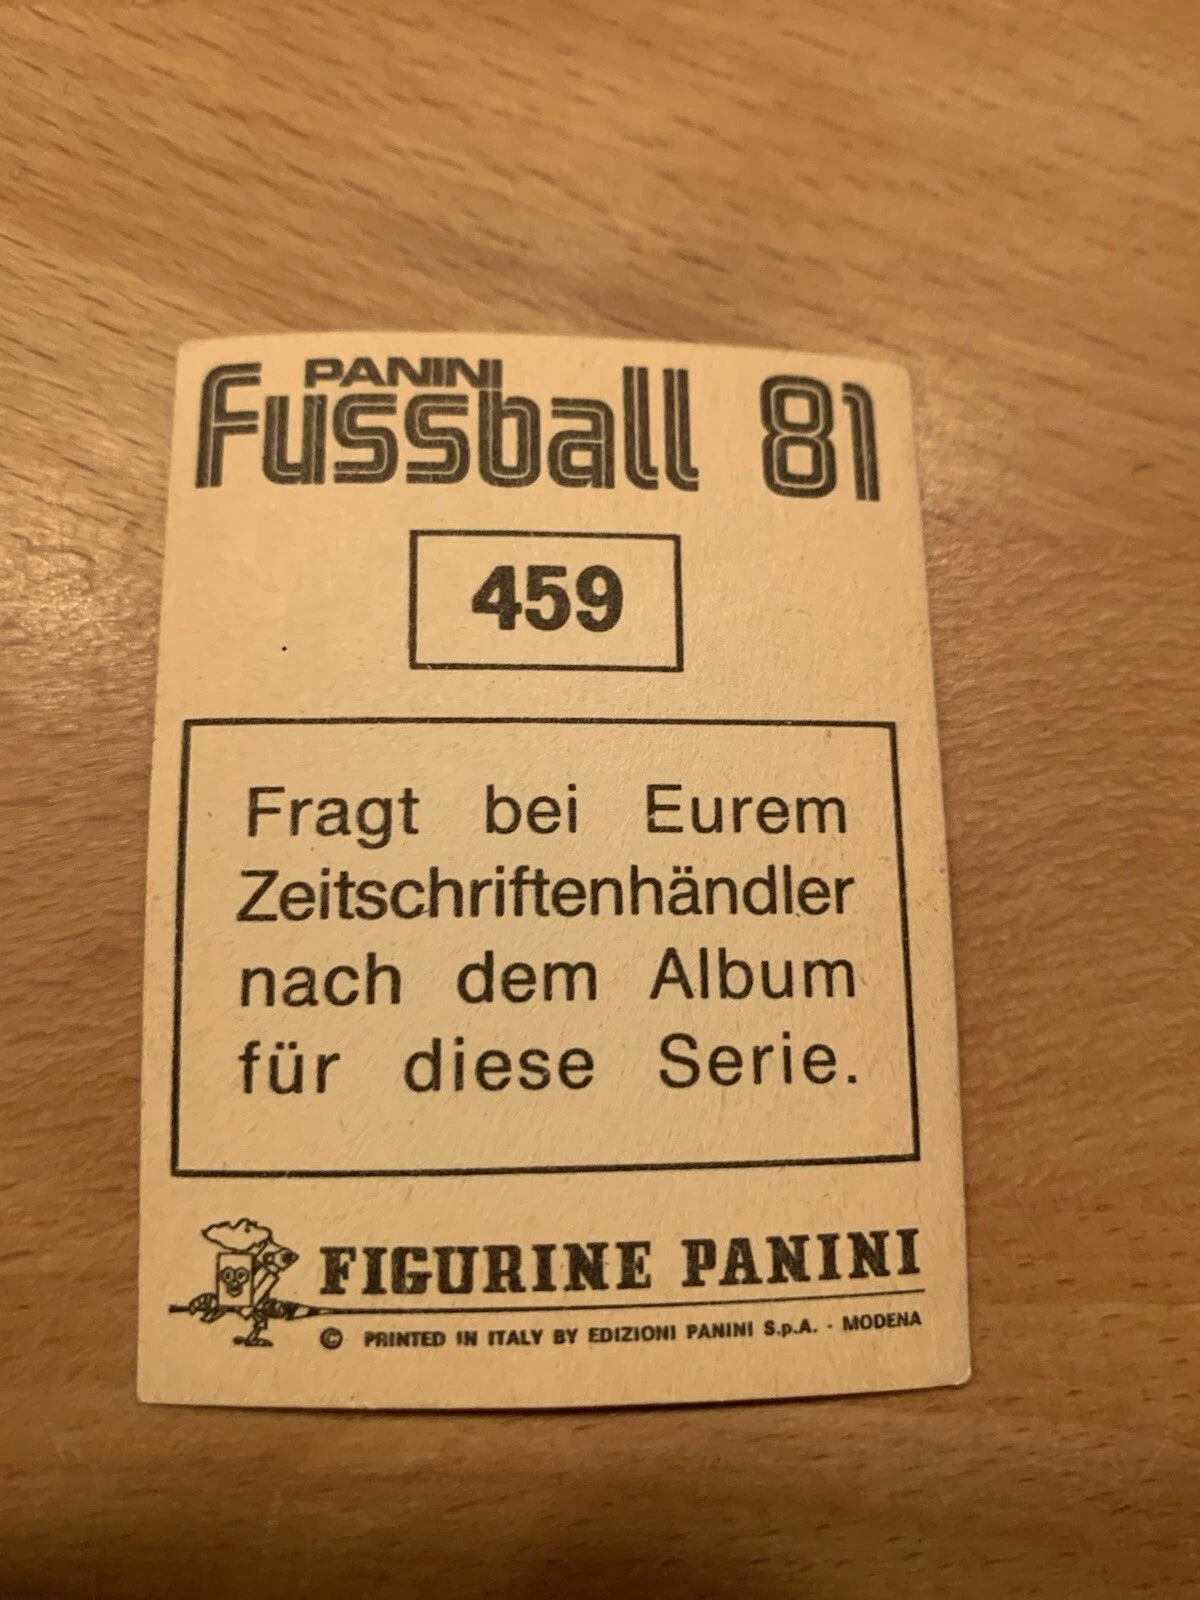 PANINI
Fussball 81
459
Fragt bei Eurem
Zeitschriftenhändler
nach dem Album
für diese Serie.
FIGURINE PANINI
© PRINTED IN ITALY BY EDIZIONI PANINI S.p.A. - MODENA